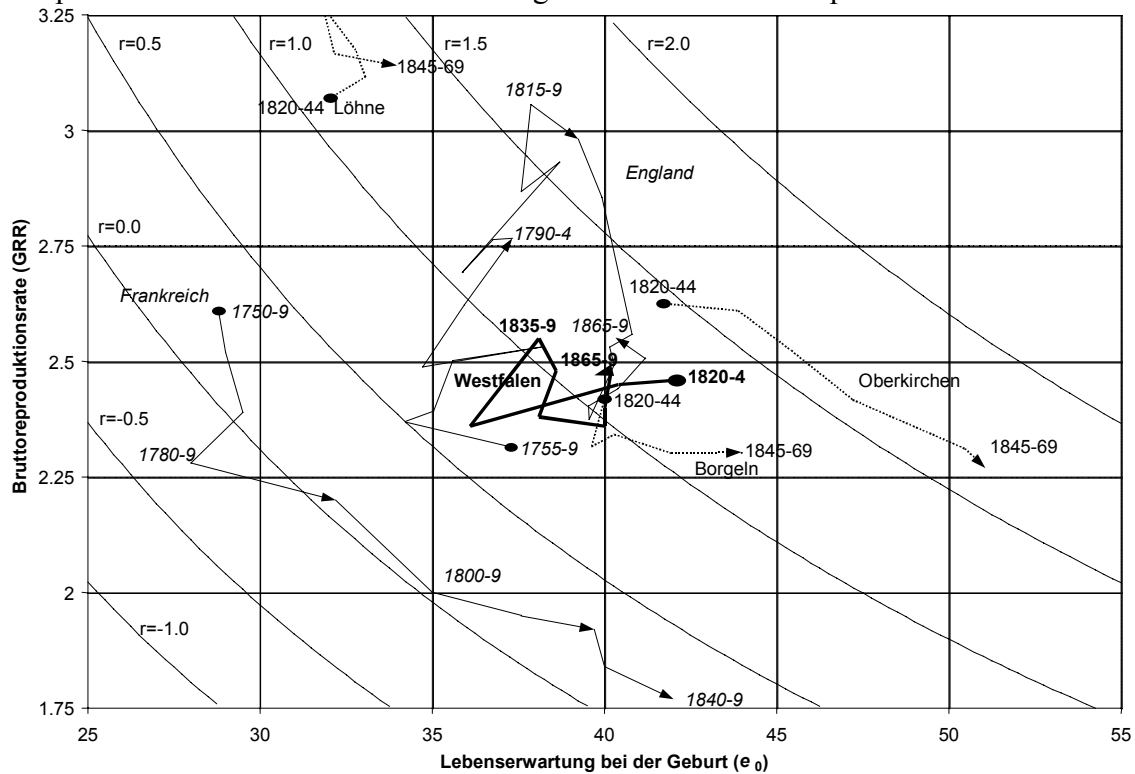 3.25
r=0.5
r=1.0
r=1.5
r=2.0
1845-69
1815-9
1820-44 Löhne
3
England
r=0.0
1790-4
2.75
Frankreich
1750-9
1820-44
1835-9
1865-9
2.5
1865-9
Westfalen
1820-4
Oberkirchen
1820-44
r=-0.5
1780-9
1755-9
1845-69
1845-69
Borgeln
2.25
1800-9
2
r=-1.0
1840-9
1.75
25
30
35
40
45
50
55
Bruttoreproduktionsrate (GRR)
Lebenserwartung bei der Geburt (e 0)